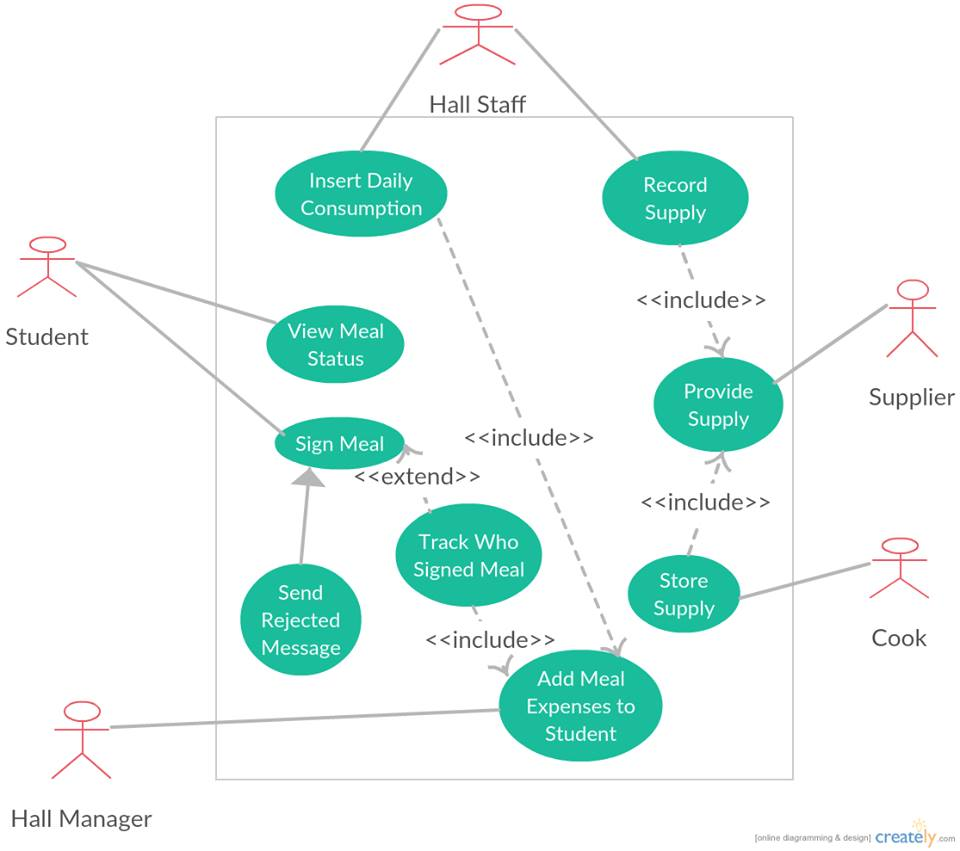 Hall Staff
Insert Daily
Consumption
Record
Supply
<<include>>
Student
View Meal
Status
Provide
Supply
Supplier
Sign Meal
<<include>>
<<extend>>
<<include>>
Track Who
Signed Meal
Send
Rejected
Message
Store
Supply
Cook
<<include>>
Add Meal
Expenses to
Student
Hall Manager
[online diagramming & design] creately.com